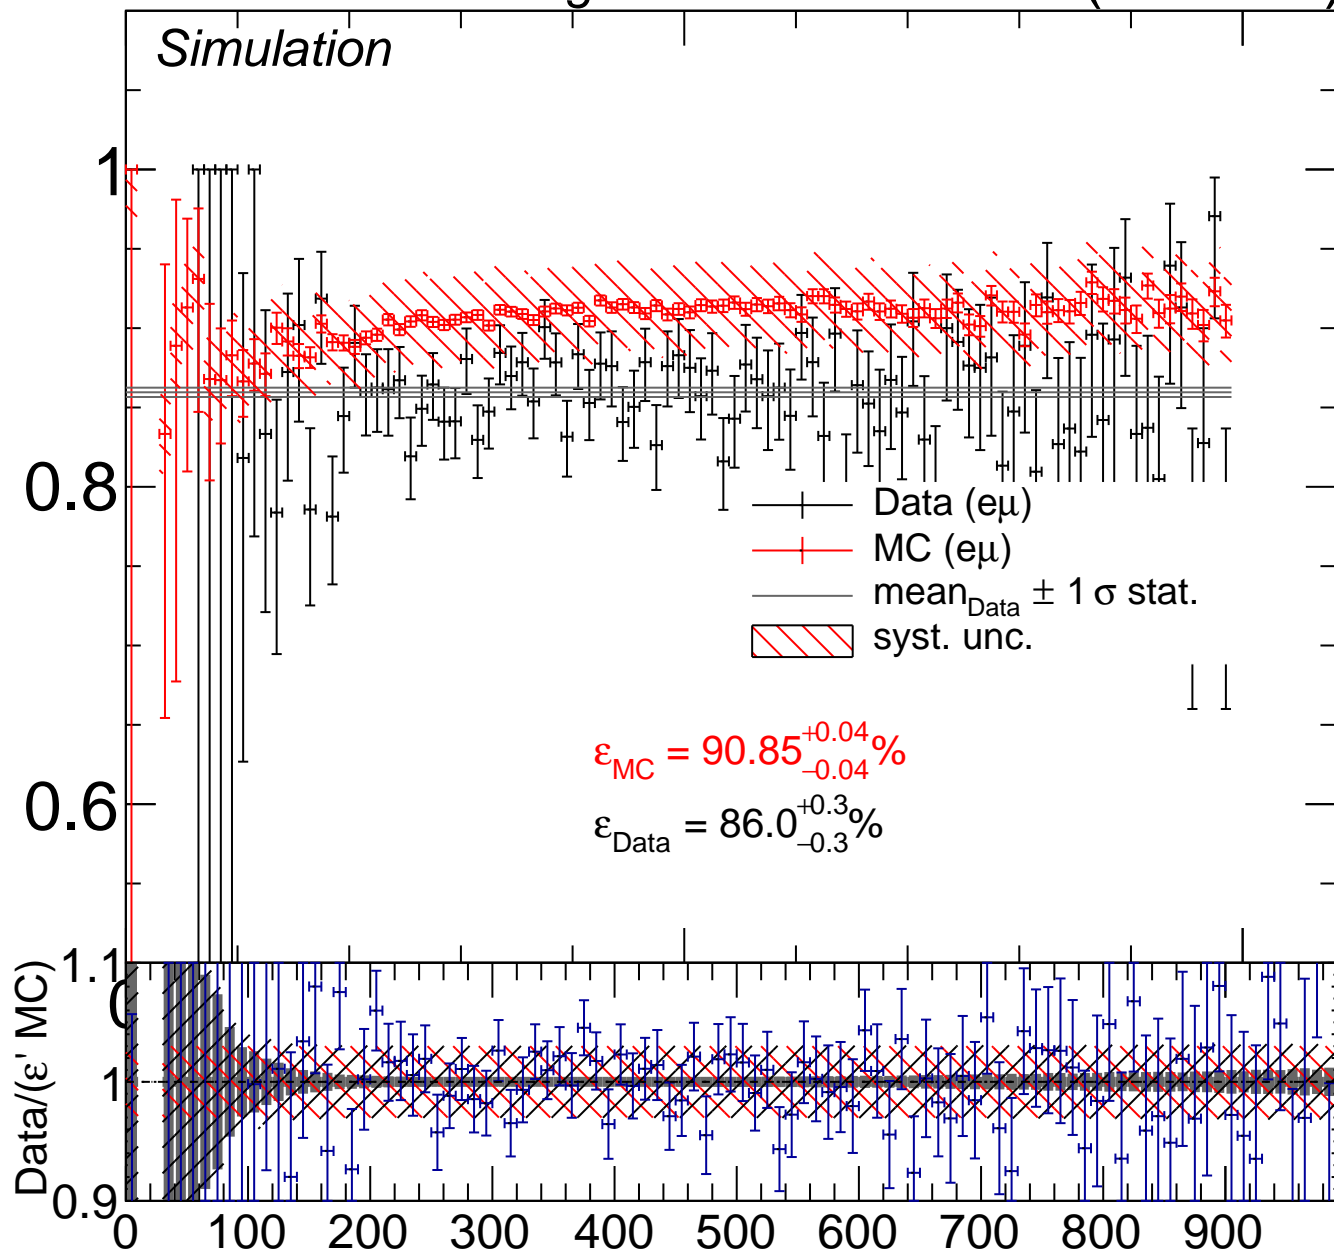 Simulation
1
0.8
0.6
Data (eμ)
MC (eμ)
mean_Data ± 1 σ stat.
syst. unc.
ε_MC = 90.85 +0.04 −0.04 %
ε_Data = 86.0 +0.3 −0.3 %
Data/(ε' MC)
1.1
1
0.9
0 100 200 300 400 500 600 700 800 900